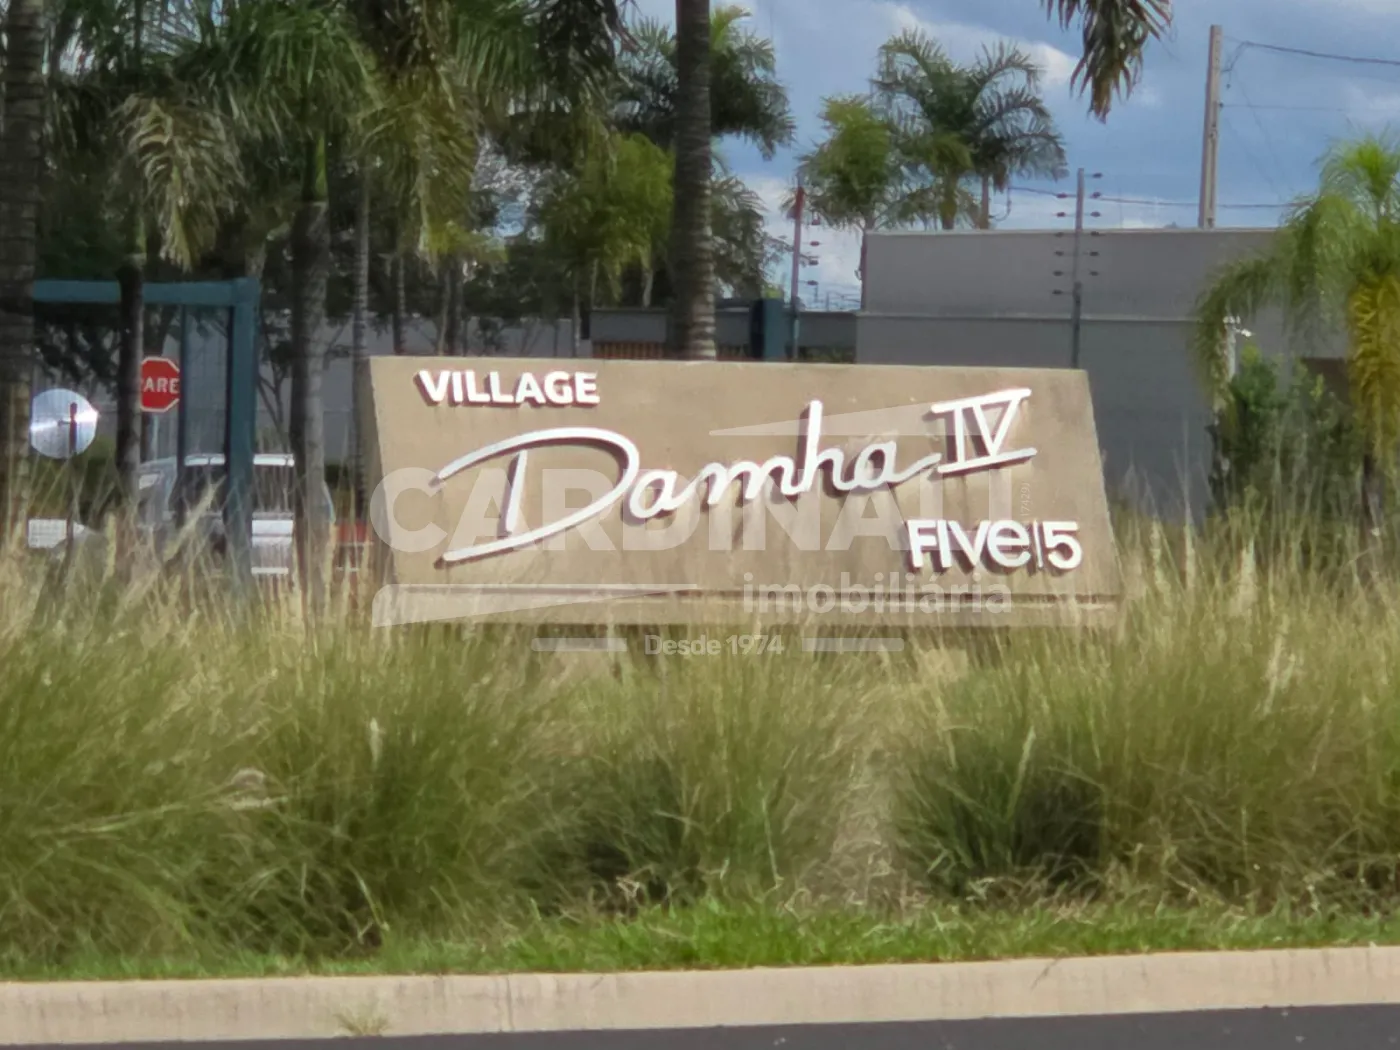 VILLAGE
Damha IV
FIVE|5
PARE
CARDINALI
imobiliária
Desde 1974